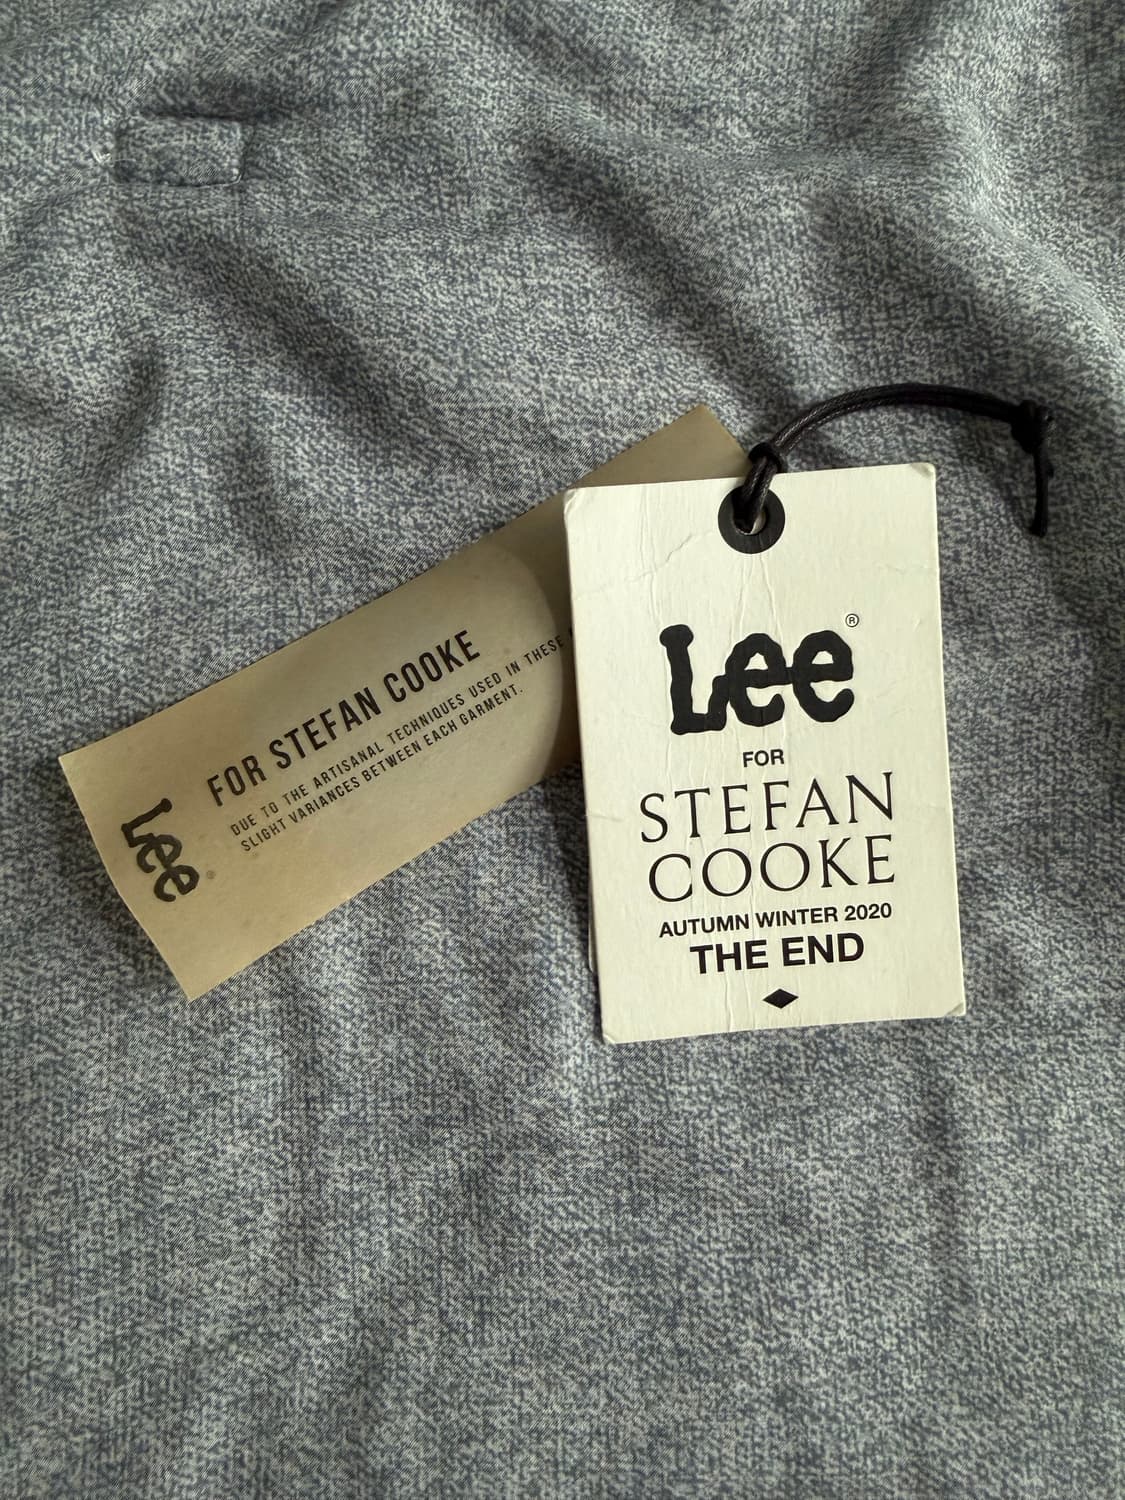 Lee®
FOR STEFAN COOKE
DUE TO THE ARTISANAL TECHNIQUES USED IN THESE
SLIGHT VARIANCES BETWEEN EACH GARMENT.
Lee®
FOR
STEFAN
COOKE
AUTUMN WINTER 2020
THE END